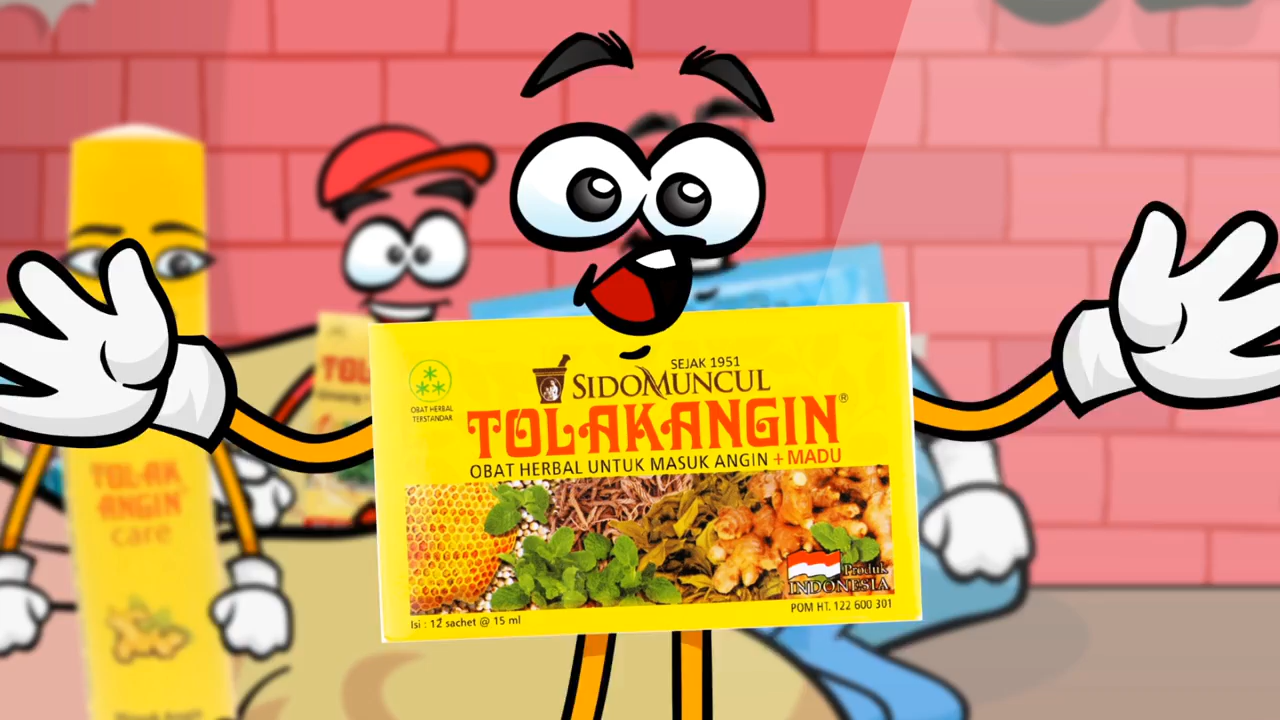 SEJAK 1951
SIDOMUNCUL
TOLAKANGIN®
OBAT HERBAL UNTUK MASUK ANGIN + MADU
OBAT HERBAL
TERSTANDAR
Produk
INDONESIA
POM HT. 122 600 301
Isi : 12 sachet @ 15 ml
TOL
TOLAK
ANGIN
care